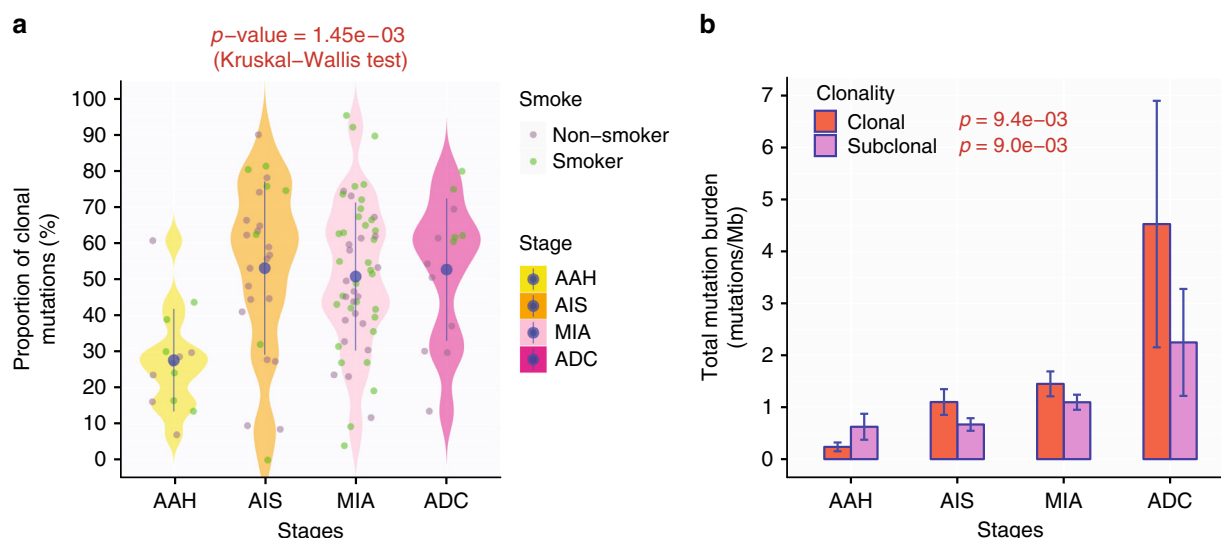 a
p-value = 1.45e-03
(Kruskal-Wallis test)
Proportion of clonal
mutations (%)
100
90
80
70
60
50
40
30
20
10
0
AAH
AIS
MIA
ADC
Stages
Smoke
Non-smoker
Smoker
Stage
AAH
AIS
MIA
ADC
b
Total mutation burden
(mutations/Mb)
7
6
5
4
3
2
1
0
Clonality
Clonal p = 9.4e-03
Subclonal p = 9.0e-03
AAH
AIS
MIA
ADC
Stages